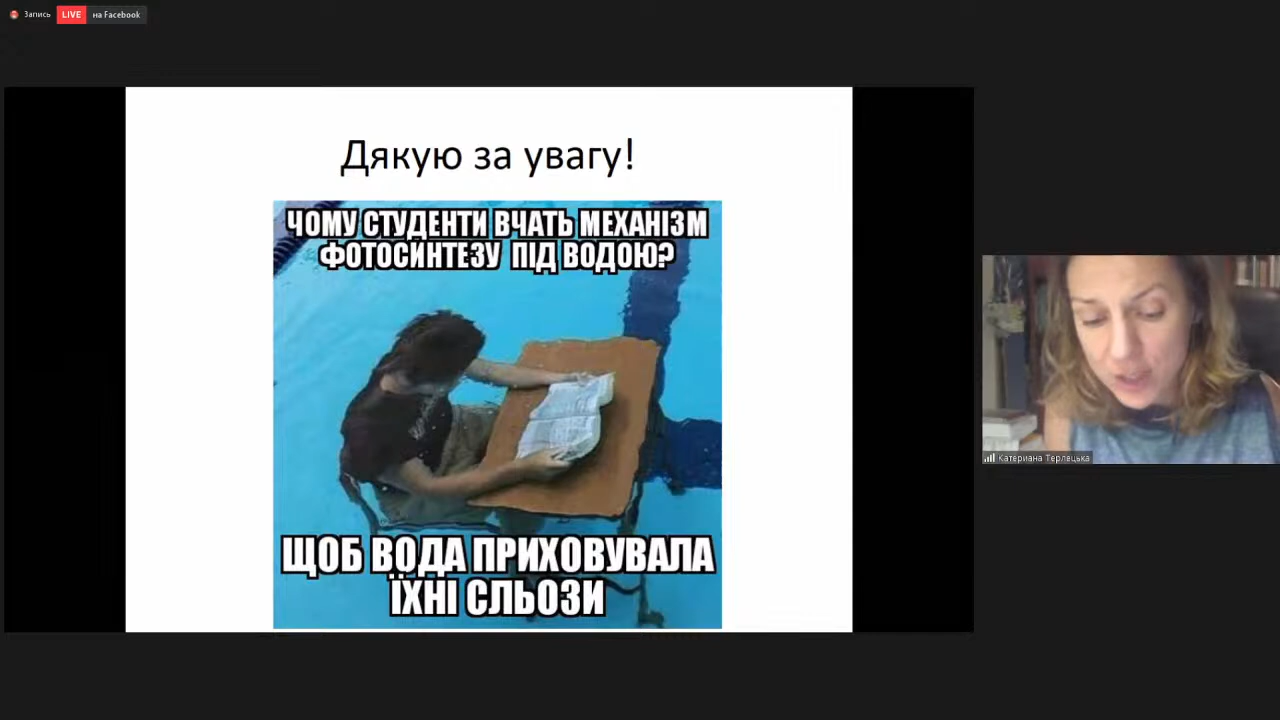 Запись
LIVE на Facebook
Дякую за увагу!
ЧОМУ СТУДЕНТИ ВЧАТЬ МЕХАНІЗМ
ФОТОСИНТЕЗУ ПІД ВОДОЮ?
ЩОБ ВОДА ПРИХОВУВАЛА
ЇХНІ СЛЬОЗИ
Катериана Терлецька